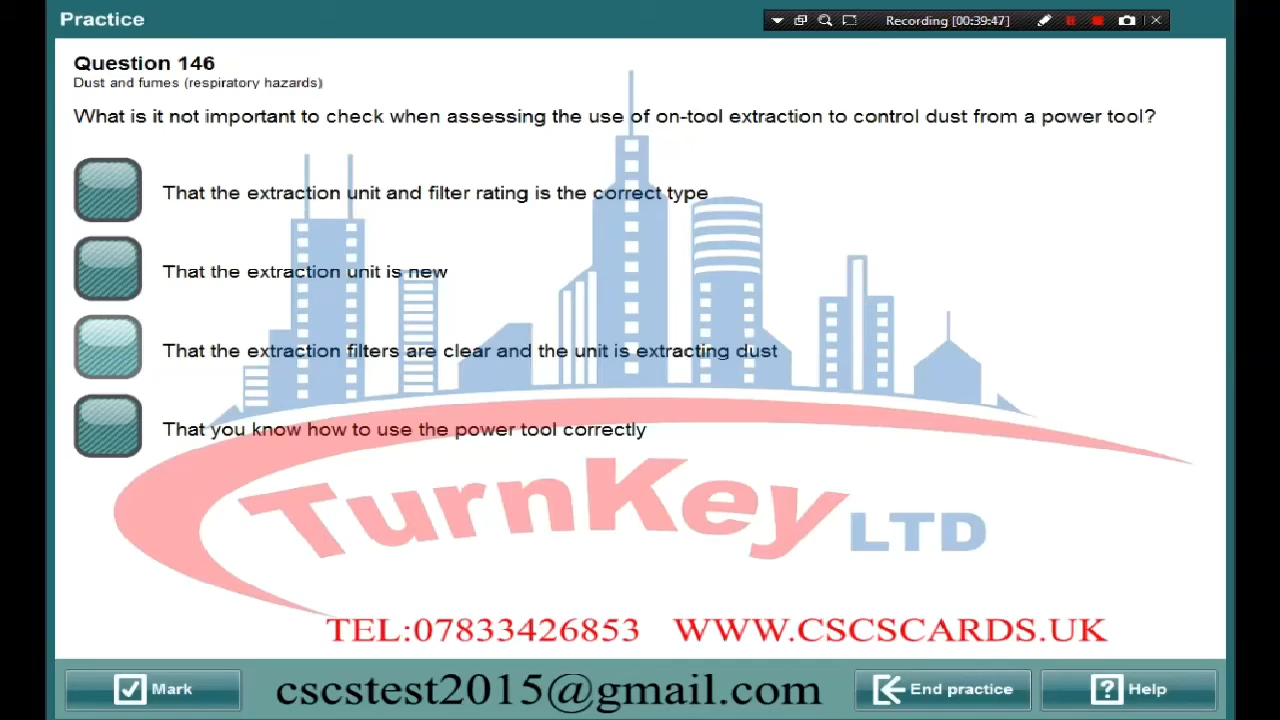 Practice
Recording [00:39:47]
Question 146
Dust and fumes (respiratory hazards)
What is it not important to check when assessing the use of on-tool extraction to control dust from a power tool?
That the extraction unit and filter rating is the correct type
That the extraction unit is new
That the extraction filters are clear and the unit is extracting dust
That you know how to use the power tool correctly
TurnKey LTD
TEL:07833426853 WWW.CSCSCARDS.UK
Mark
cscstest2015@gmail.com
End practice
Help